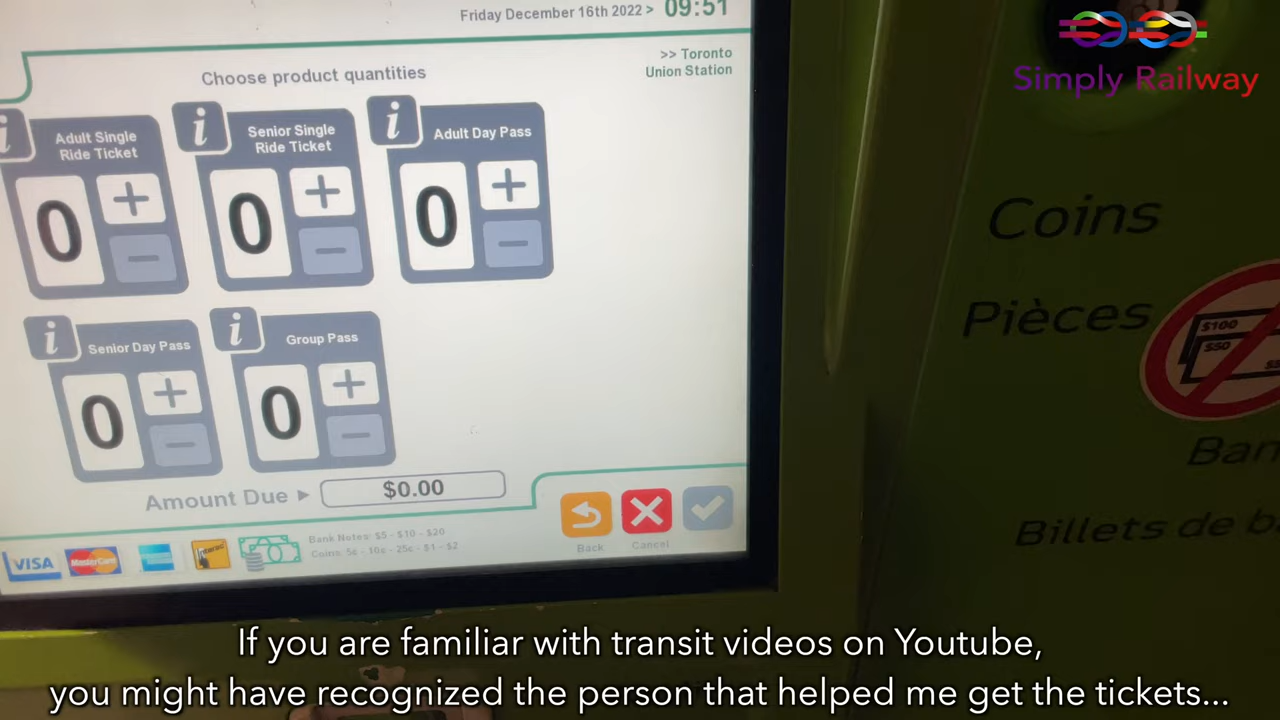 Friday December 16th 2022 > 09:51
Simply Railway
>> Toronto
Union Station
Choose product quantities
i
Adult Single
Ride Ticket
0
+
-
i
Senior Single
Ride Ticket
0
+
-
i
Adult Day Pass
0
+
-
i
Senior Day Pass
0
+
-
i
Group Pass
0
+
-
Amount Due ►
$0.00
Back
Cancel
VISA
MasterCard
Interac
Bank Notes: $5 - $10 - $20
Coins: 5¢ - 10¢ - 25¢ - $1 - $2
Coins
Pièces
$100
$50
Billets de
If you are familiar with transit videos on Youtube,
you might have recognized the person that helped me get the tickets...